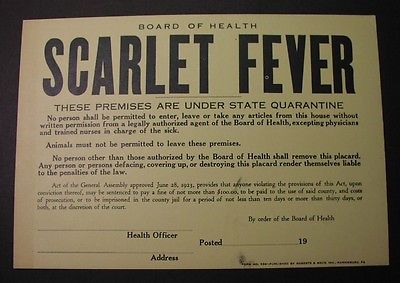 BOARD OF HEALTH
SCARLET FEVER
THESE PREMISES ARE UNDER STATE QUARANTINE
No person shall be permitted to enter, leave or take any articles from this house without
written permission from a legally authorized agent of the Board of Health, excepting physicians
and trained nurses in charge of the sick.
Animals must not be permitted to leave these premises.
No person other than those authorized by the Board of Health shall remove this placard.
Any person or persons defacing, covering up, or destroying this placard render themselves liable
to the penalties of the law.
Act of the General Assembly approved June 28, 1923, provides that anyone violating the provisions of this Act, upon
conviction thereof, may be sentenced to pay a fine of not more than $100.00, to be paid to the use of said county, and costs
of prosecution, or to be imprisoned in the county jail for a period of not less than ten days or more than thirty days, or
both, at the discretion of the court.
By order of the Board of Health
Health Officer
Posted 19
Address
FORM NO. PUBLISHED BY ROBERTS & INC., PA.